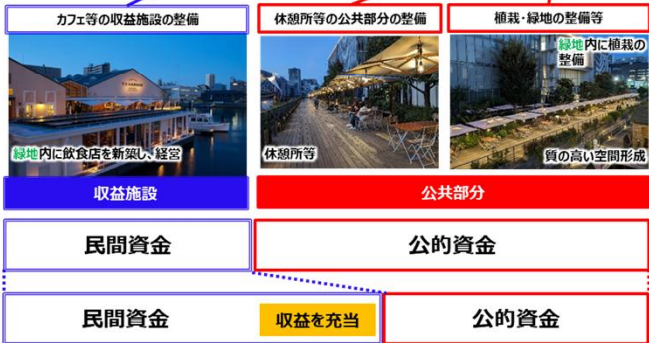 カフェ等の収益施設の整備
休憩所等の公共部分の整備
植栽・緑地の整備等
緑地内に飲食店を新築し、経営
休憩所等
緑地内に植栽の
整備
質の高い空間形成
収益施設
公共部分
民間資金
公的資金
民間資金
収益を充当
公的資金